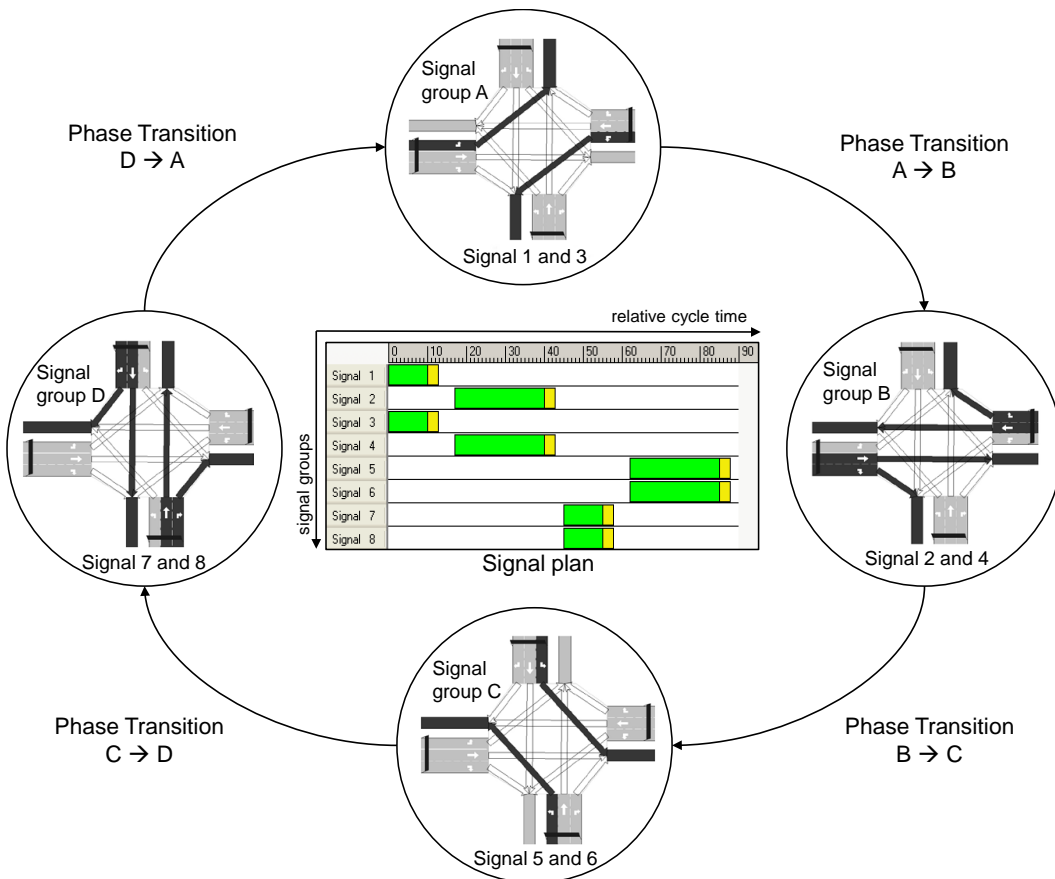 Signal
group A
Signal 1 and 3
Phase Transition
D → A
Phase Transition
A → B
relative cycle time
0 10 20 30 40 50 60 70 80 90
Signal 1
Signal 2
Signal 3
Signal 4
Signal 5
Signal 6
Signal 7
Signal 8
signal groups
Signal plan
Signal
group D
Signal 7 and 8
Signal
group B
Signal 2 and 4
Signal
group C
Signal 5 and 6
Phase Transition
C → D
Phase Transition
B → C